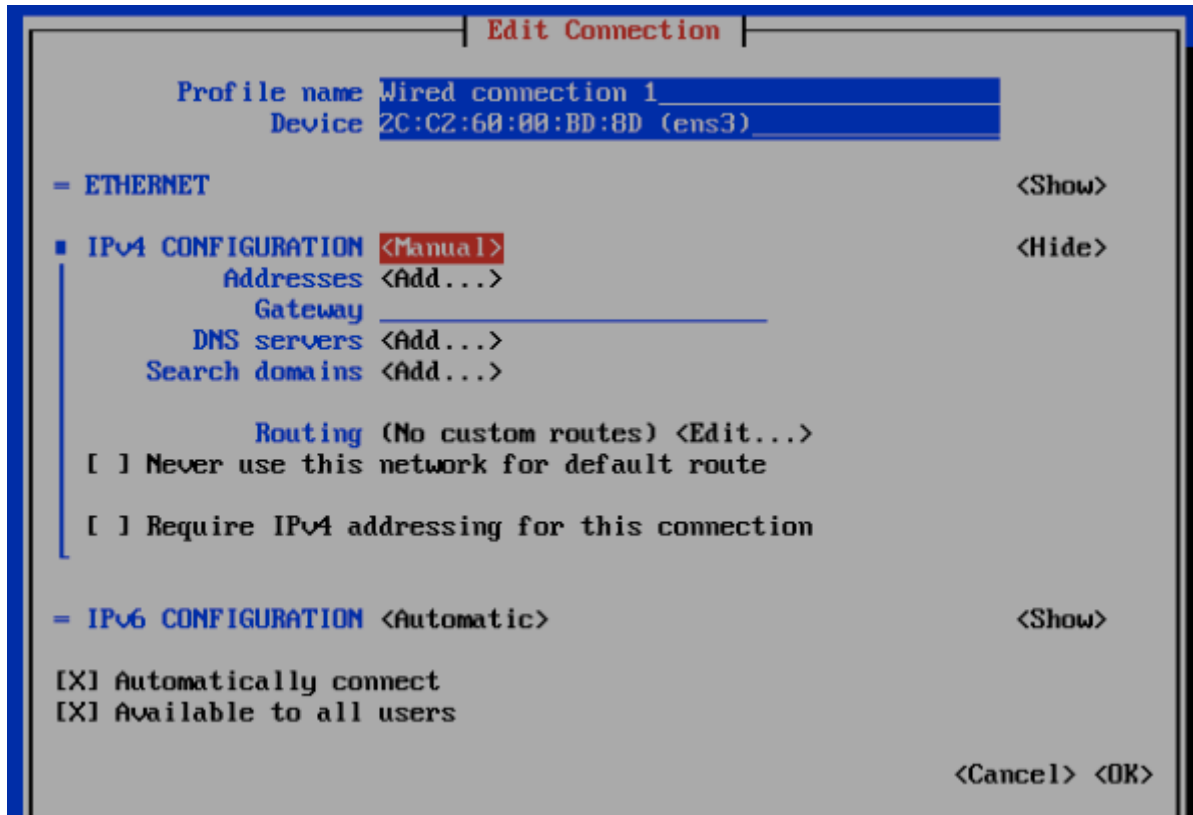 Edit Connection
Profile name Wired connection 1
Device 2C:C2:60:00:BD:8D (ens3)
= ETHERNET <Show>
IPv4 CONFIGURATION <Manual> <Hide>
Addresses <Add...>
Gateway
DNS servers <Add...>
Search domains <Add...>
Routing (No custom routes) <Edit...>
[ ] Never use this network for default route
[ ] Require IPv4 addressing for this connection
= IPv6 CONFIGURATION <Automatic> <Show>
[X] Automatically connect
[X] Available to all users
<Cancel> <OK>